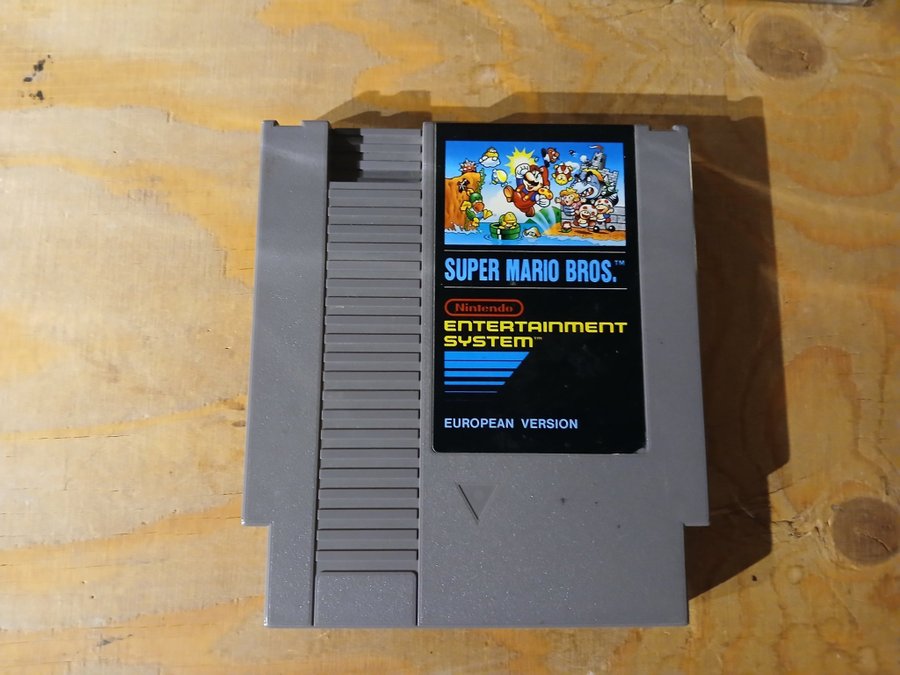 SUPER MARIO BROS.™
Nintendo
ENTERTAINMENT
SYSTEM™
EUROPEAN VERSION